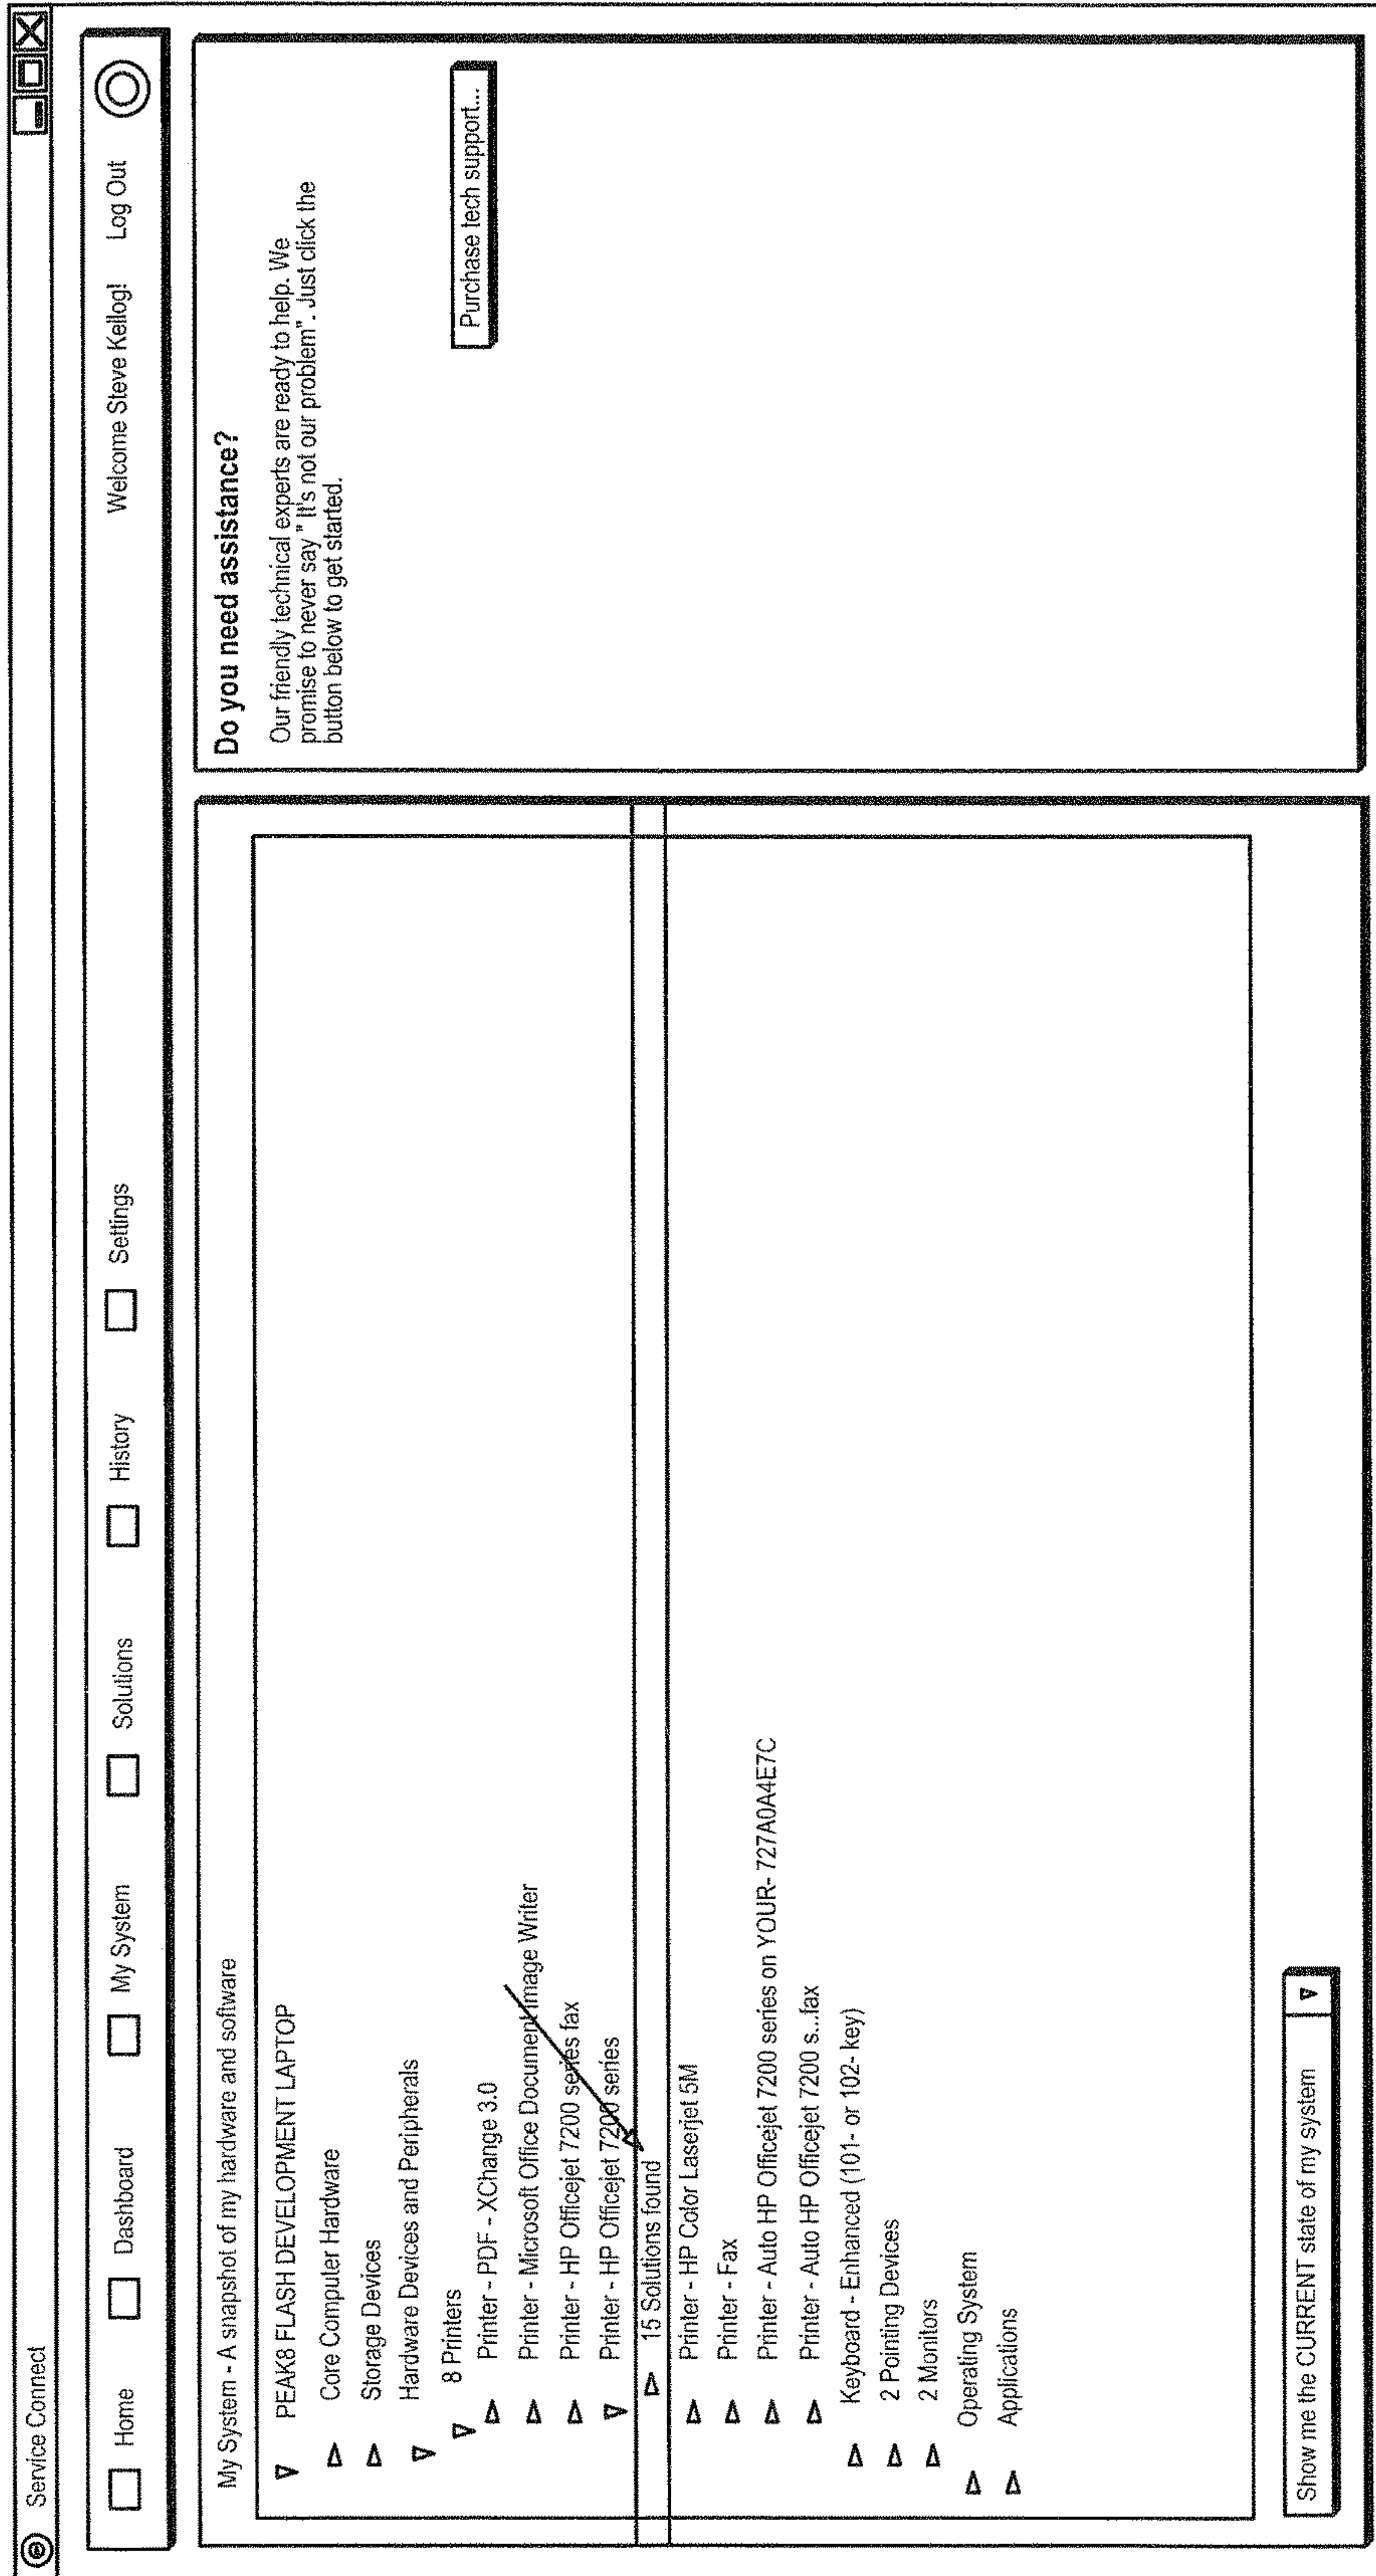 Service Connect
Home
Dashboard
My System
Solutions
History
Settings
Welcome Steve Kellog!
Log Out
My System - A snapshot of my hardware and software
PEAK8 FLASH DEVELOPMENT LAPTOP
Core Computer Hardware
Storage Devices
Hardware Devices and Peripherals
8 Printers
Printer - PDF - XChange 3.0
Printer - Microsoft Office Document Image Writer
Printer - HP Officejet 7200 series fax
Printer - HP Officejet 7200 series
15 Solutions found
Printer - HP Color Laserjet 5M
Printer - Fax
Printer - Auto HP Officejet 7200 series on YOUR- 727A0A4E7C
Printer - Auto HP Officejet 7200 s...fax
Keyboard - Enhanced (101- or 102- key)
2 Pointing Devices
2 Monitors
Operating System
Applications
Show me the CURRENT state of my system
Do you need assistance?
Our friendly technical experts are ready to help. We
promise to never say " It's not our problem". Just click the
button below to get started.
Purchase tech support...